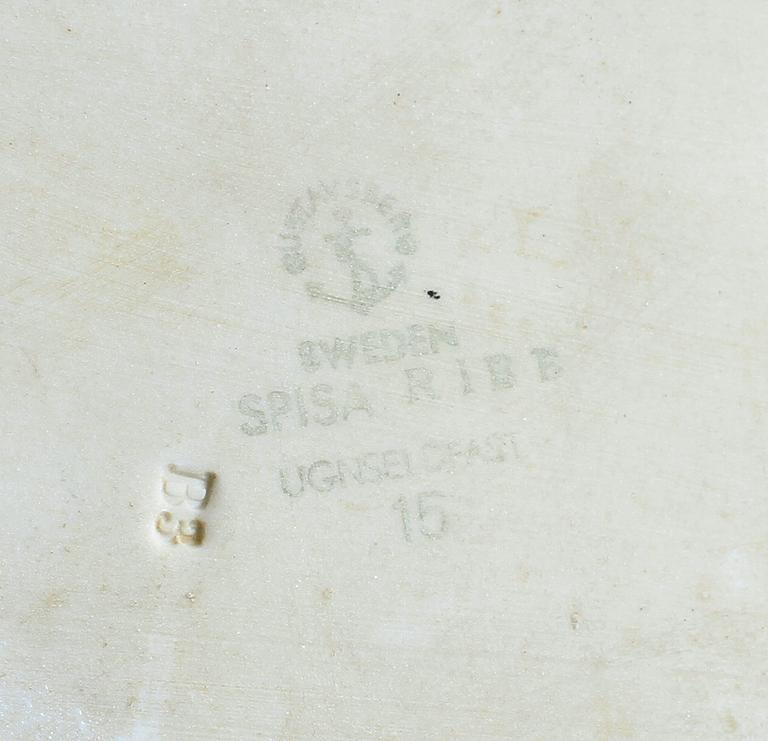 GUSTAVSBERG
SWEDEN
SPISA RIBB
UGNSELDFAST
15
B3